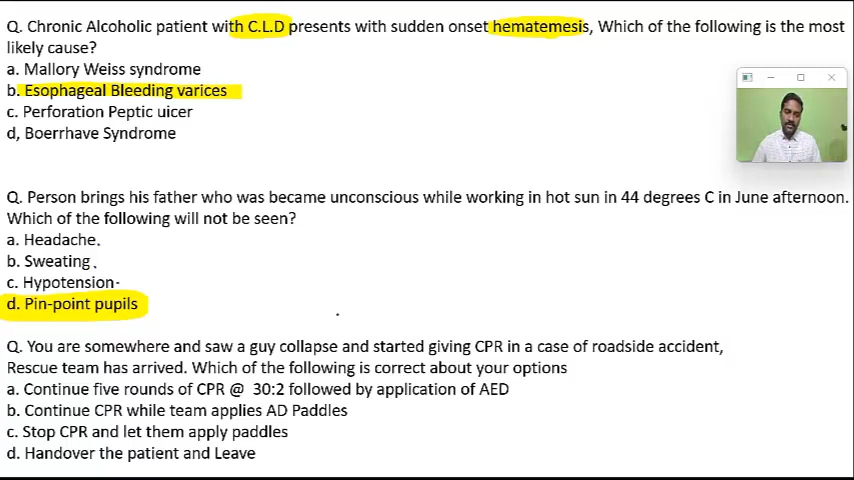 Q. Chronic Alcoholic patient with C.L.D presents with sudden onset hematemesis, Which of the following is the most
likely cause?
a. Mallory Weiss syndrome
b. Esophageal Bleeding varices
c. Perforation Peptic uicer
d, Boerrhave Syndrome
Q. Person brings his father who was became unconscious while working in hot sun in 44 degrees C in June afternoon.
Which of the following will not be seen?
a. Headache.
b. Sweating.
c. Hypotension
d. Pin-point pupils
Q. You are somewhere and saw a guy collapse and started giving CPR in a case of roadside accident,
Rescue team has arrived. Which of the following is correct about your options
a. Continue five rounds of CPR @ 30:2 followed by application of AED
b. Continue CPR while team applies AD Paddles
c. Stop CPR and let them apply paddles
d. Handover the patient and Leave